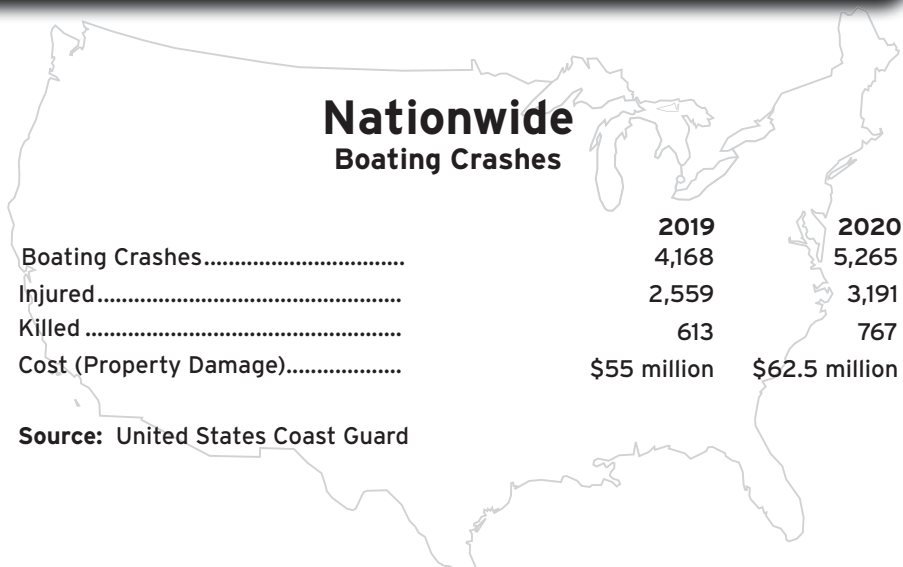 Nationwide
Boating Crashes
2019 2020
Boating Crashes................................ 4,168 5,265
Injured................................................ 2,559 3,191
Killed .................................................. 613 767
Cost (Property Damage).................. $55 million $62.5 million
Source: United States Coast Guard